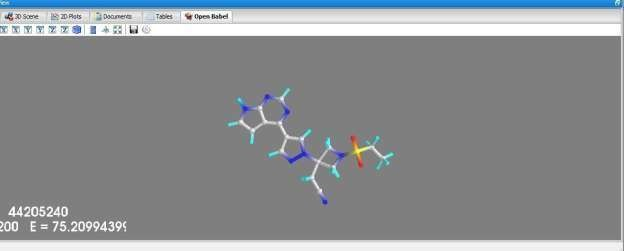 View
3D Scene 2D Plots Documents Tables Open Babel
X X Y Y Z Z
44205240
200 E = 75.20994399